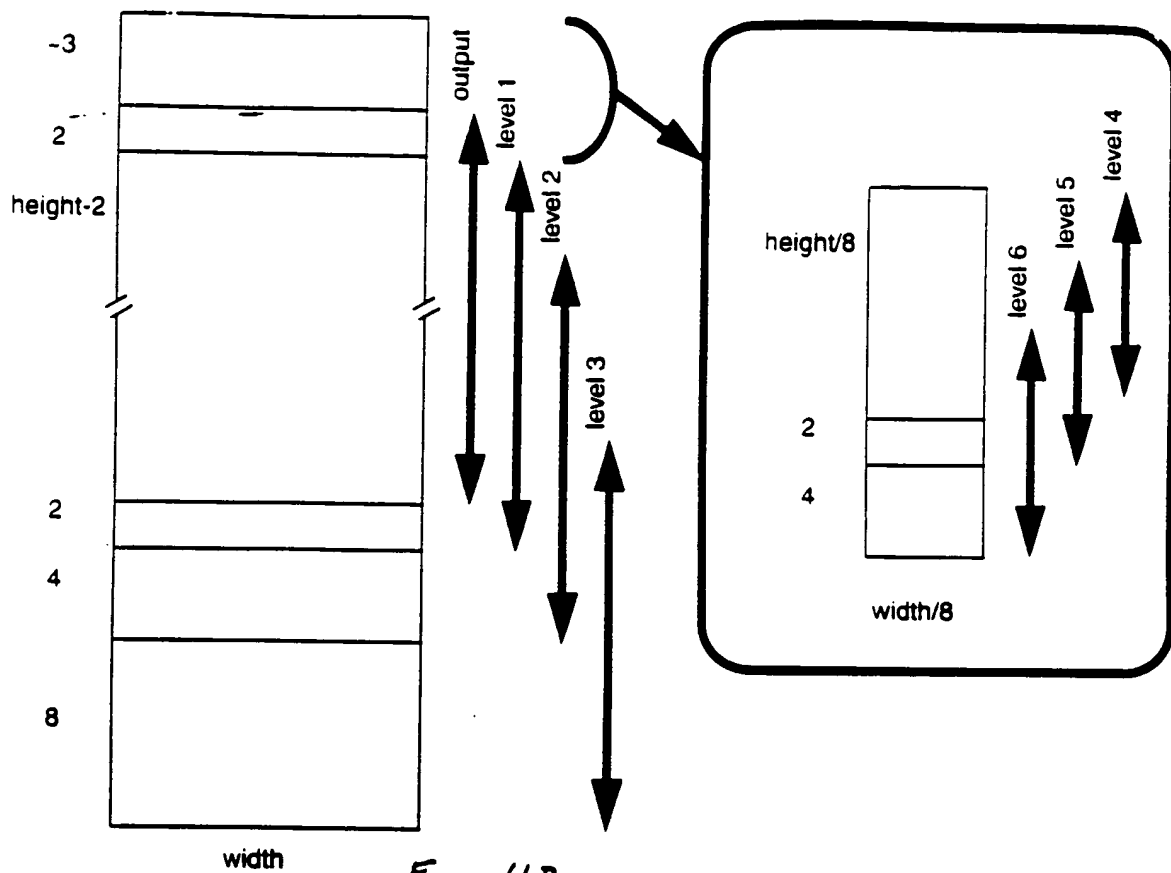 ~3
2
height-2
2
4
8
width
output
level 1
level 2
level 3
height/8
2
4
width/8
level 6
level 5
level 4